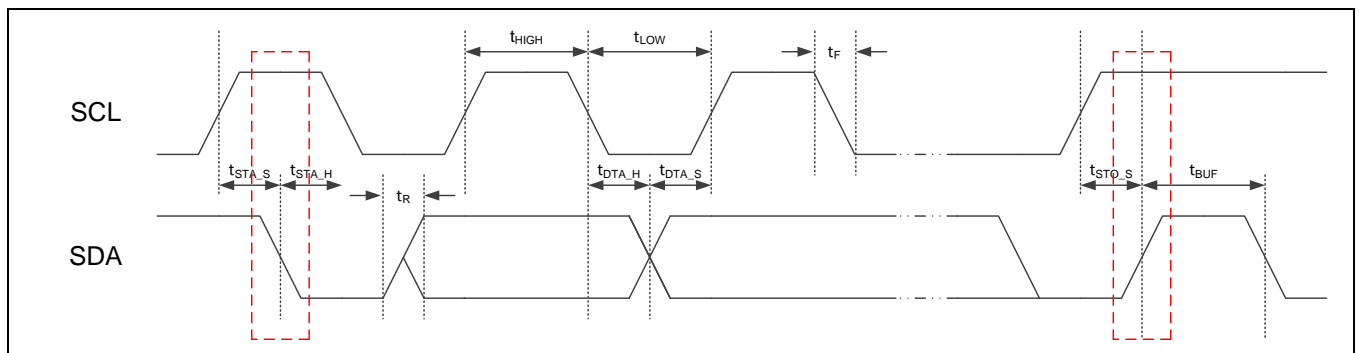 tHIGH tLOW tF
SCL
tSTA_S tSTA_H tR tDTA_H tDTA_S tSTO_S tBUF
SDA